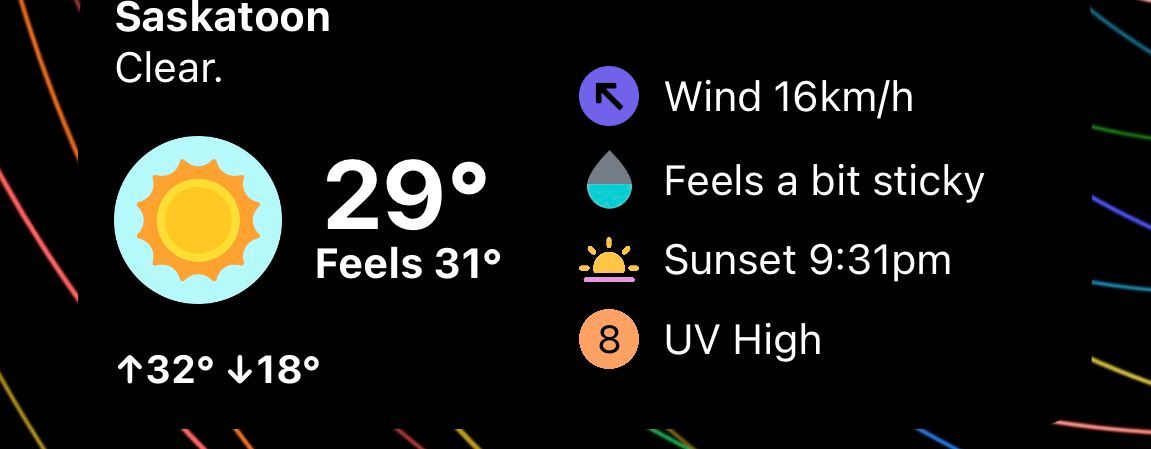 Saskatoon
Clear.
29°
Feels 31°
↑32° ↓18°
Wind 16km/h
Feels a bit sticky
Sunset 9:31pm
8 UV High